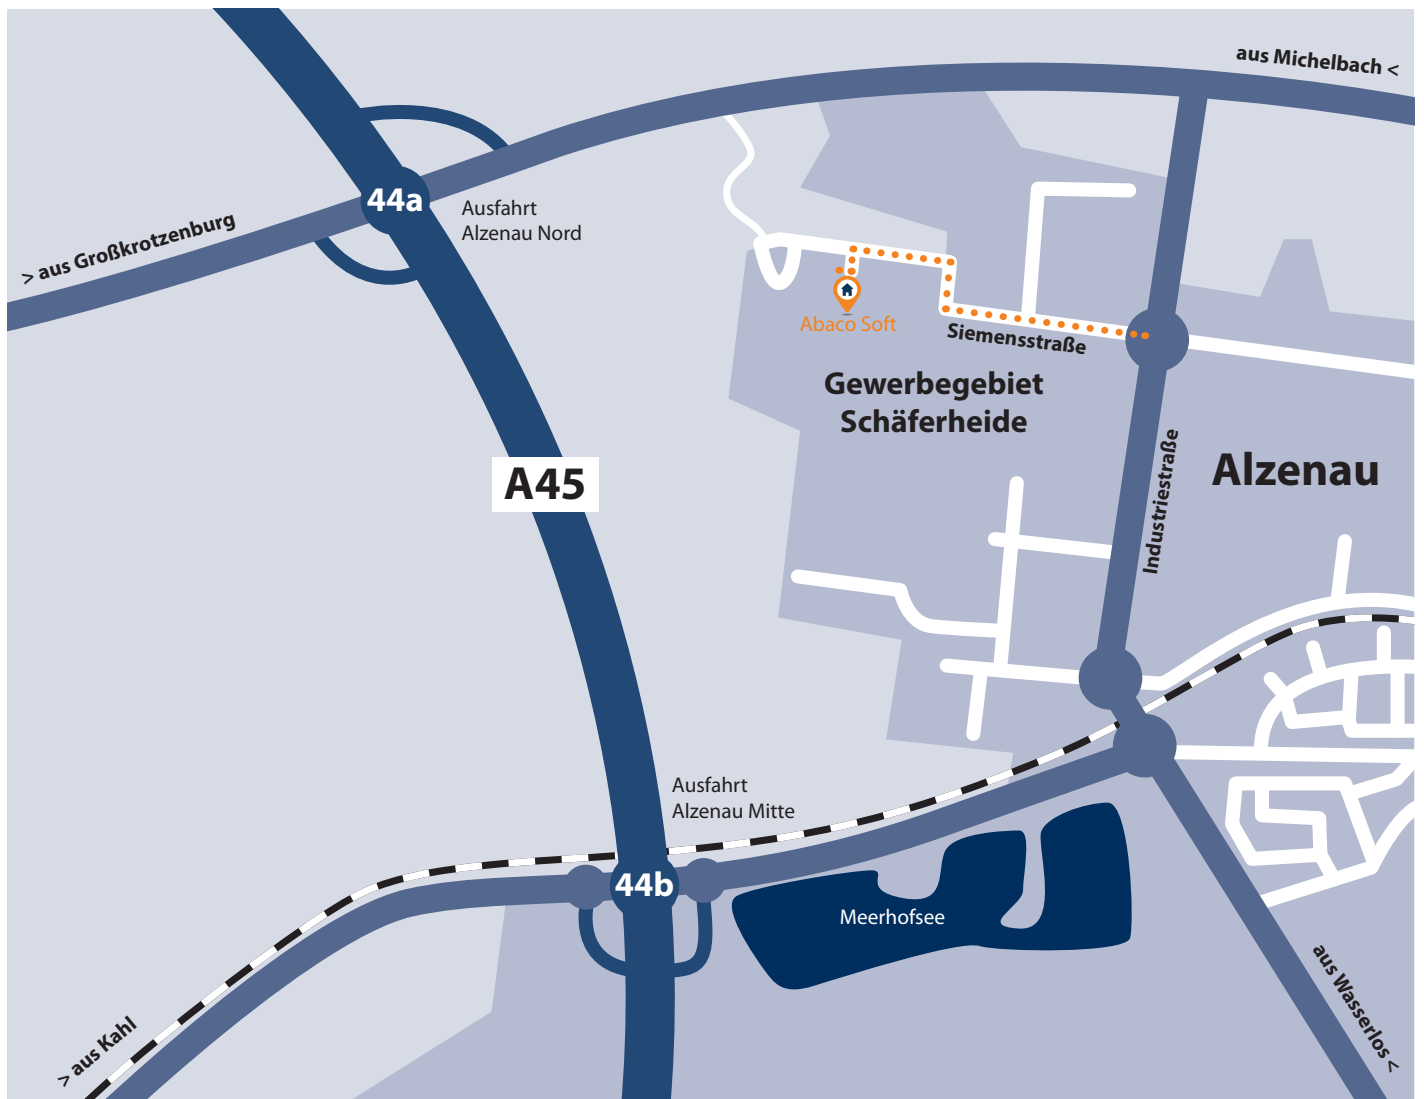 aus Michelbach <
44a
Ausfahrt
Alzenau Nord
> aus Großkrotzenburg
Abaco Soft
Siemensstraße
Gewerbegebiet
Schäferheide
A45
Alzenau
Industriestraße
Ausfahrt
Alzenau Mitte
44b
Meerhofsee
aus Wasserlos <
> aus Kahl